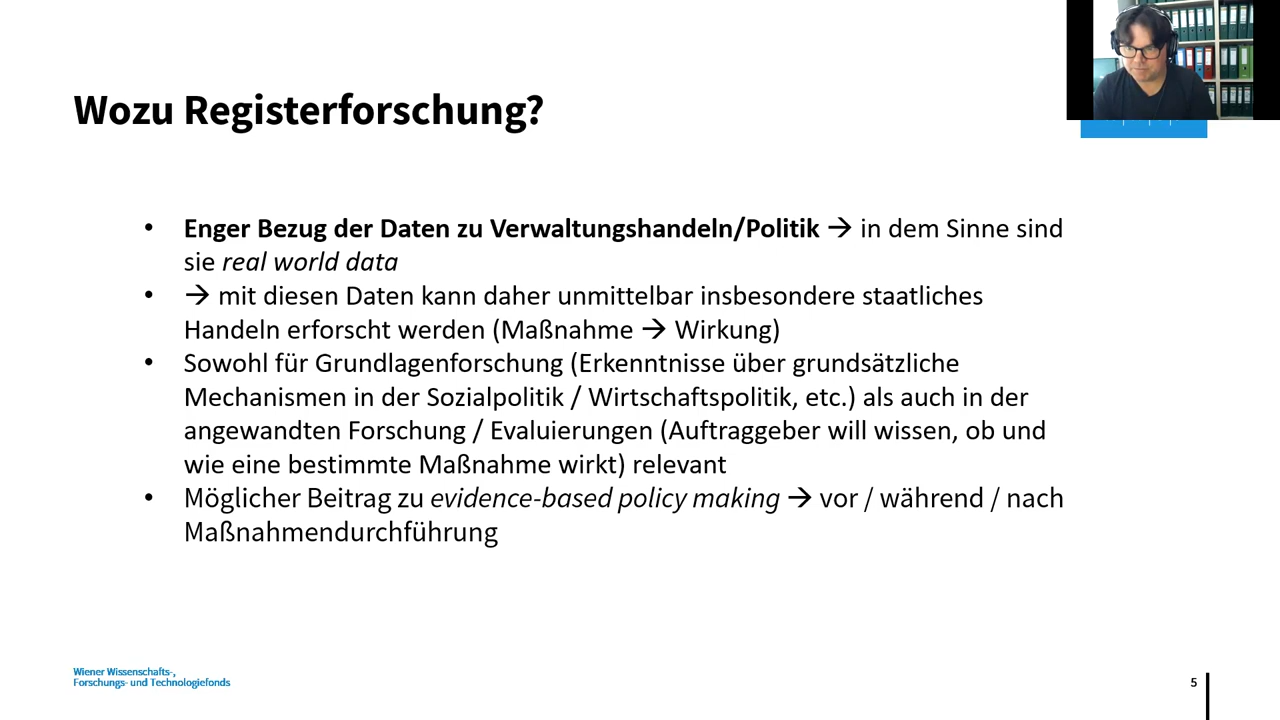 Wozu Registerforschung?
• Enger Bezug der Daten zu Verwaltungshandeln/Politik → in dem Sinne sind
sie real world data
• → mit diesen Daten kann daher unmittelbar insbesondere staatliches
Handeln erforscht werden (Maßnahme → Wirkung)
• Sowohl für Grundlagenforschung (Erkenntnisse über grundsätzliche
Mechanismen in der Sozialpolitik / Wirtschaftspolitik, etc.) als auch in der
angewandten Forschung / Evaluierungen (Auftraggeber will wissen, ob und
wie eine bestimmte Maßnahme wirkt) relevant
• Möglicher Beitrag zu evidence-based policy making → vor / während / nach
Maßnahmendurchführung
Wiener Wissenschafts-,
Forschungs- und Technologiefonds
5